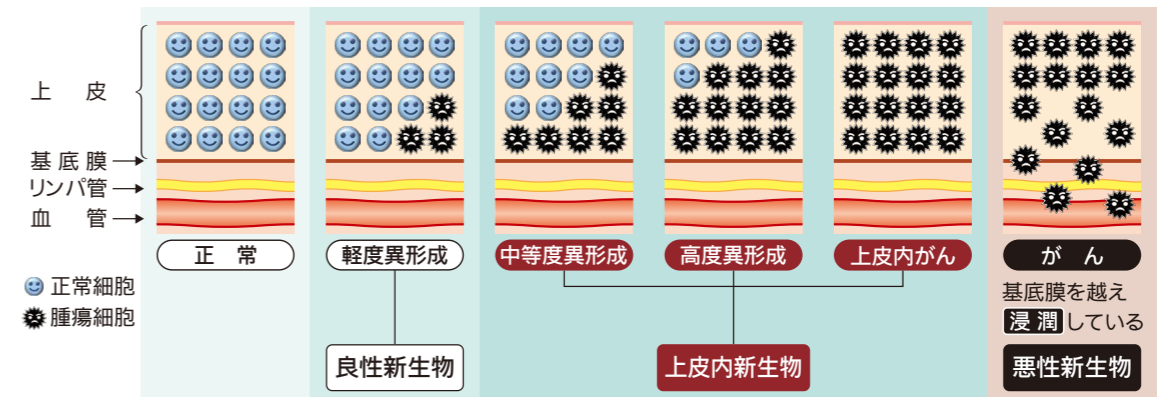 上 皮
基 底 膜
リンパ管
血 管
正常細胞
腫瘍細胞
正 常
軽度異形成
中等度異形成
高度異形成
上皮内がん
が ん
基底膜を越え
浸 潤 している
良性新生物
上皮内新生物
悪性新生物